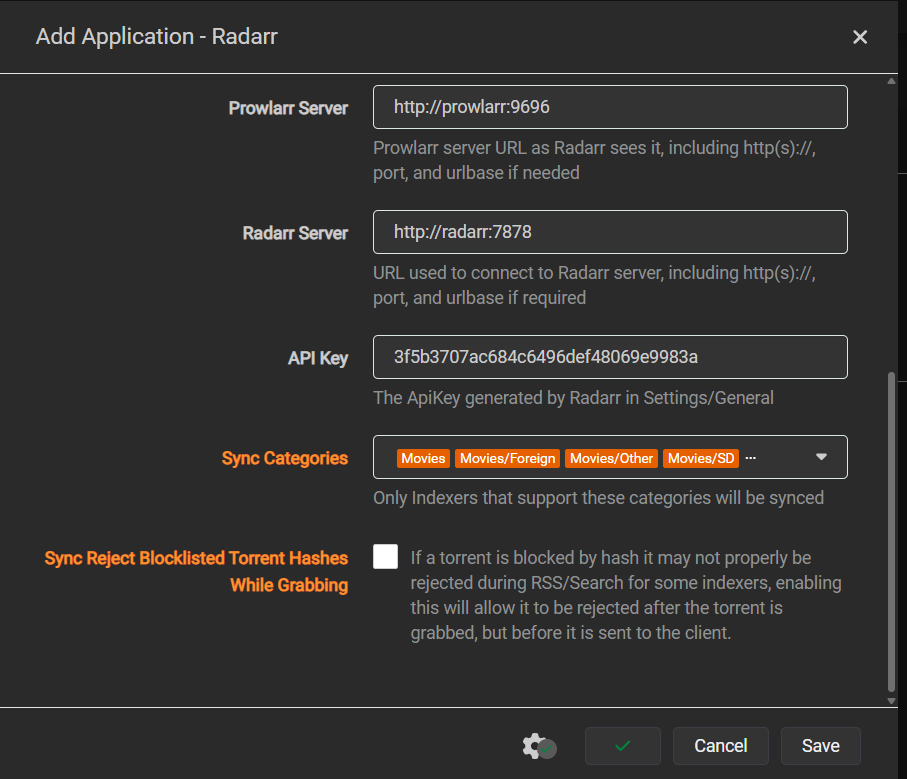 Add Application - Radarr
Prowlarr Server
http://prowlarr:9696
Prowlarr server URL as Radarr sees it, including http(s)://,
port, and urlbase if needed
Radarr Server
http://radarr:7878
URL used to connect to Radarr server, including http(s)://,
port, and urlbase if required
API Key
3f5b3707ac684c6496def48069e9983a
The ApiKey generated by Radarr in Settings/General
Sync Categories
Movies Movies/Foreign Movies/Other Movies/SD ...
Only Indexers that support these categories will be synced
Sync Reject Blocklisted Torrent Hashes
While Grabbing
If a torrent is blocked by hash it may not properly be
rejected during RSS/Search for some indexers, enabling
this will allow it to be rejected after the torrent is
grabbed, but before it is sent to the client.
Cancel
Save